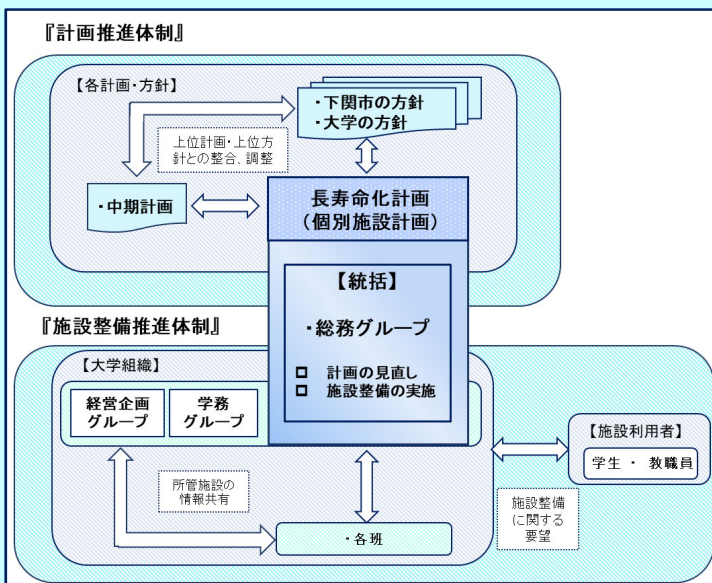 『計画推進体制』
【各計画・方針】
・下関市の方針
・大学の方針
上位計画・上位方
針との整合、調整
・中期計画
長寿命化計画
(個別施設計画)
【統括】
・総務グループ
□ 計画の見直し
□ 施設整備の実施
『施設整備推進体制』
【大学組織】
経営企画
グループ
学務
グループ
【施設利用者】
学生 ・ 教職員
所管施設の
情報共有
施設整備
に関する
要望
・各班